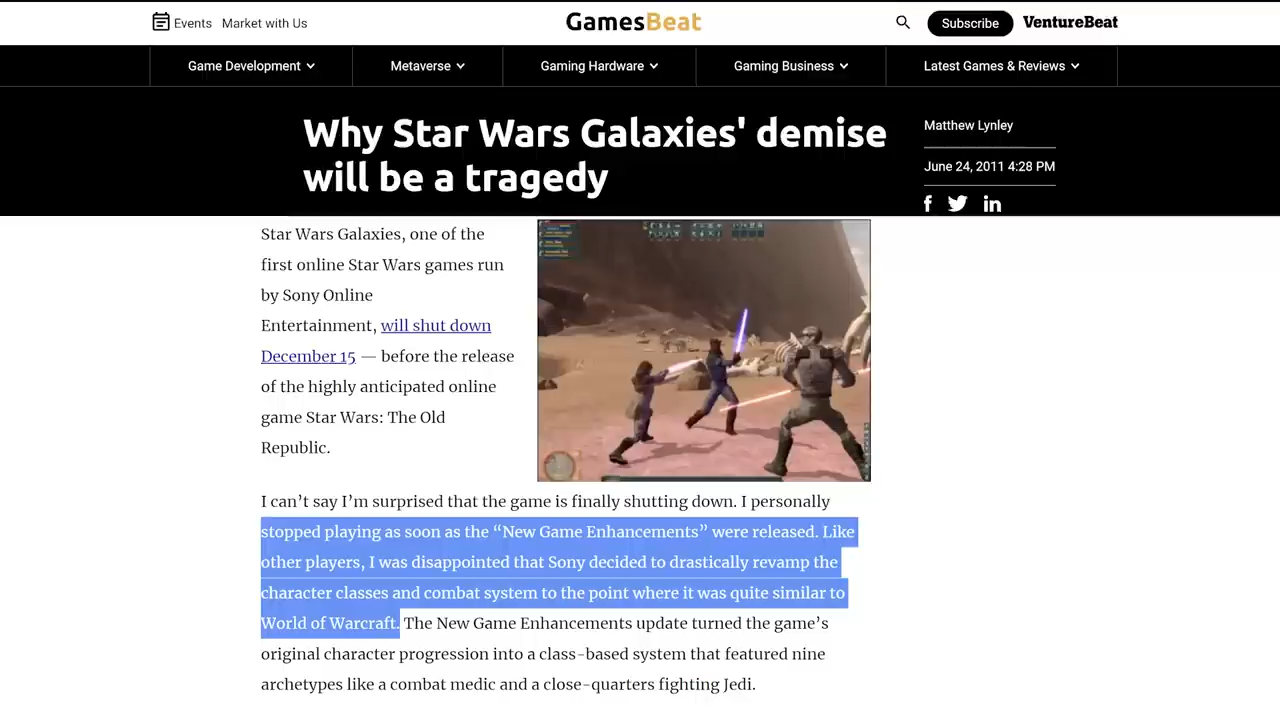 Events Market with Us
GamesBeat
Subscribe
VentureBeat
Game Development
Metaverse
Gaming Hardware
Gaming Business
Latest Games & Reviews
Why Star Wars Galaxies' demise
will be a tragedy
Matthew Lynley
June 24, 2011 4:28 PM
f
in
Star Wars Galaxies, one of the
first online Star Wars games run
by Sony Online
Entertainment, will shut down
December 15 — before the release
of the highly anticipated online
game Star Wars: The Old
Republic.
I can’t say I’m surprised that the game is finally shutting down. I personally
stopped playing as soon as the “New Game Enhancements” were released. Like
other players, I was disappointed that Sony decided to drastically revamp the
character classes and combat system to the point where it was quite similar to
World of Warcraft. The New Game Enhancements update turned the game’s
original character progression into a class-based system that featured nine
archetypes like a combat medic and a close-quarters fighting Jedi.